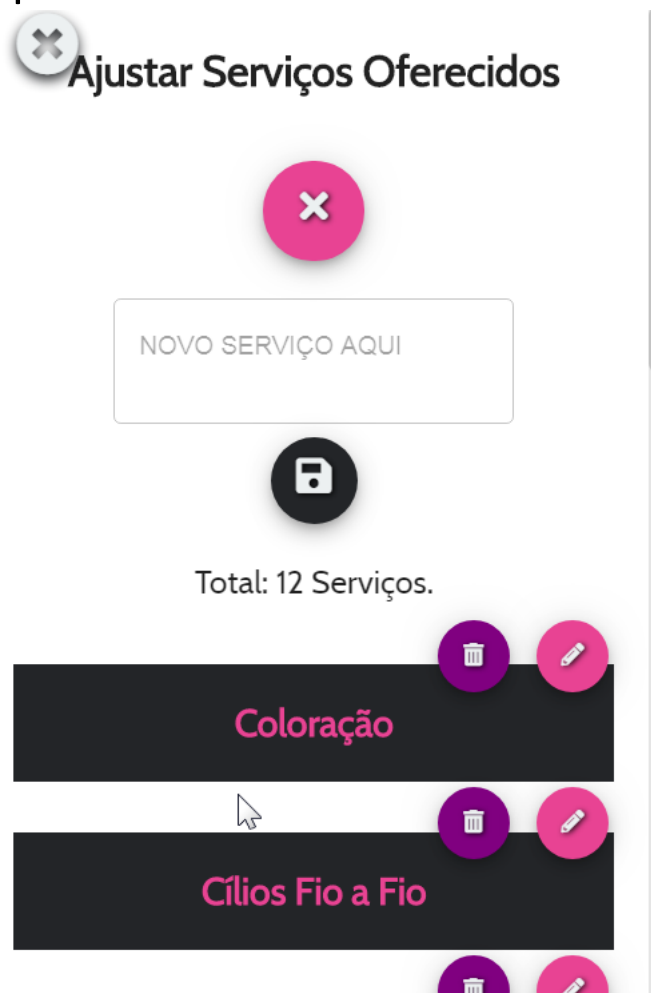 Ajustar Serviços Oferecidos
NOVO SERVIÇO AQUI
Total: 12 Serviços.
Coloração
Cílios Fio a Fio